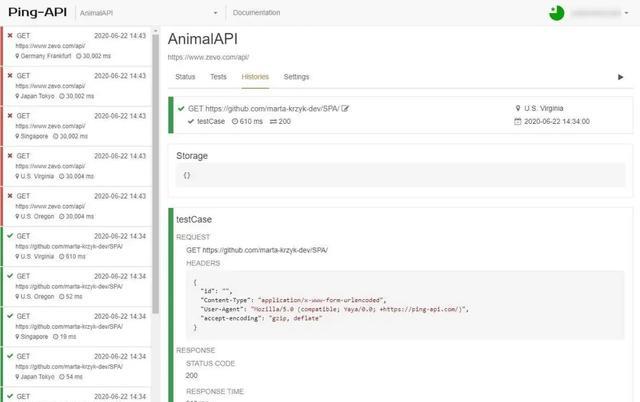 Ping-API
AnimalAPI
Documentation
GET 2020-06-22 14:43
https://www.zevo.com/api/
Germany Frankfurt 30,002 ms
GET 2020-06-22 14:43
https://www.zevo.com/api/
Japan Tokyo 30,002 ms
GET 2020-06-22 14:43
https://www.zevo.com/api/
Singapore 30,002 ms
GET 2020-06-22 14:43
https://www.zevo.com/api/
U.S. Virginia 30,004 ms
GET 2020-06-22 14:43
https://www.zevo.com/api/
U.S. Oregon 30,004 ms
GET 2020-06-22 14:34
https://github.com/marta-krzyk-dev/SPA/
U.S. Virginia 610 ms
GET 2020-06-22 14:34
https://github.com/marta-krzyk-dev/SPA/
U.S. Oregon 52 ms
GET 2020-06-22 14:34
https://github.com/marta-krzyk-dev/SPA/
Singapore 19 ms
GET 2020-06-22 14:34
https://github.com/marta-krzyk-dev/SPA/
Japan Tokyo 54 ms
GET 2020-06-22 14:34
AnimalAPI
https://www.zevo.com/api/
Status Tests Histories Settings
GET https://github.com/marta-krzyk-dev/SPA/ U.S. Virginia
testCase 610 ms 200 2020-06-22 14:34:00
Storage
{}
testCase
REQUEST
GET https://github.com/marta-krzyk-dev/SPA/
HEADERS
{
"id": "",
"Content-Type": "application/x-www-form-urlencoded",
"User-Agent": "Mozilla/5.0 (compatible; Yaya/0.0; +https://ping-api.com/)",
"accept-encoding": "gzip, deflate"
}
RESPONSE
STATUS CODE
200
RESPONSE TIME